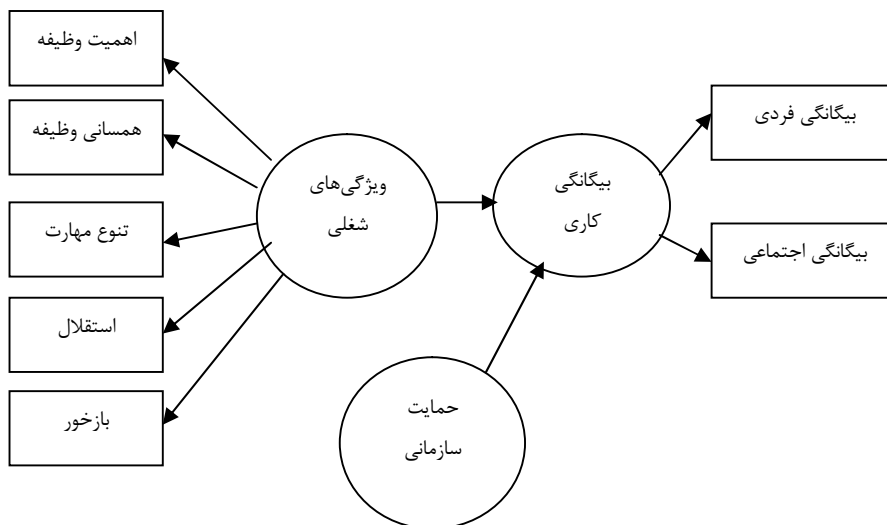 اهمیت وظیفه
همسانی وظیفه
تنوع مهارت
استقلال
بازخور
ویژگی‌های
شغلی
بیگانگی
کاری
حمایت
سازمانی
بیگانگی فردی
بیگانگی اجتماعی